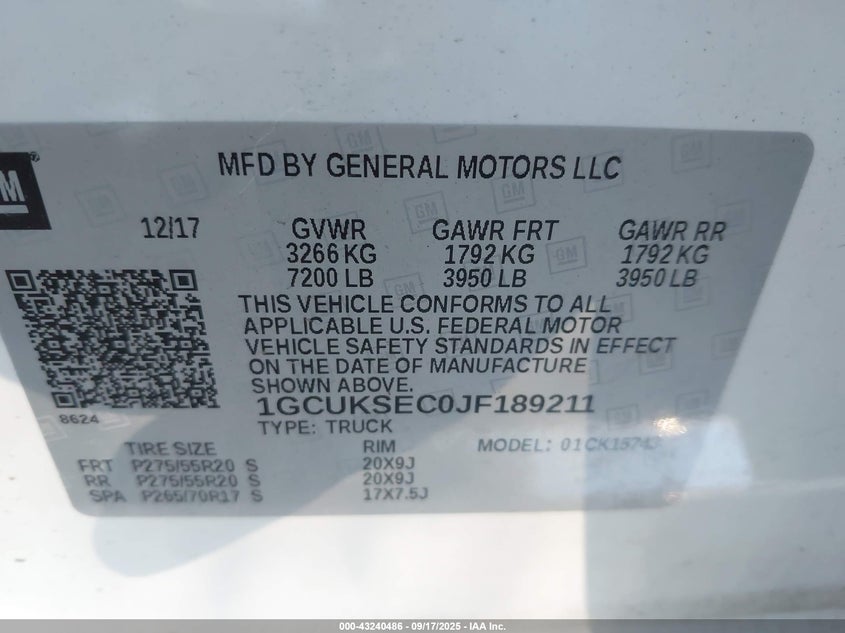 GM
MFD BY GENERAL MOTORS LLC
12/17 GVWR GAWR FRT GAWR RR
3266 KG 1792 KG 1792 KG
7200 LB 3950 LB 3950 LB
THIS VEHICLE CONFORMS TO ALL
APPLICABLE U.S. FEDERAL MOTOR
VEHICLE SAFETY STANDARDS IN EFFECT
ON THE DATE OF MANUFACTURE
SHOWN ABOVE.
8624
1GCUKSEC0JF189211
TYPE: TRUCK
TIRE SIZE RIM MODEL:
FRT P275/55R20 S 20X9J
RR P275/55R20 S 20X9J
SPA P265/70R17 S 17X7.5J
000-43240486 - 09/17/2025 - IAA Inc.